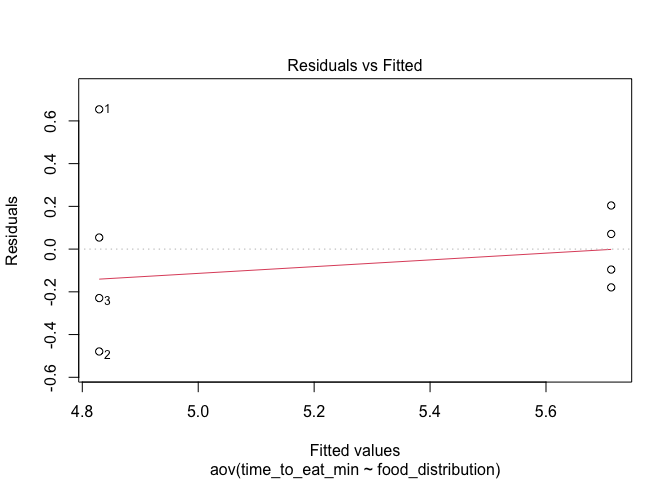 Residuals vs Fitted
Residuals
0.6
0.4
0.2
0.0
-0.2
-0.4
-0.6
1
3
2
4.8 5.0 5.2 5.4 5.6
Fitted values
aov(time_to_eat_min ~ food_distribution)